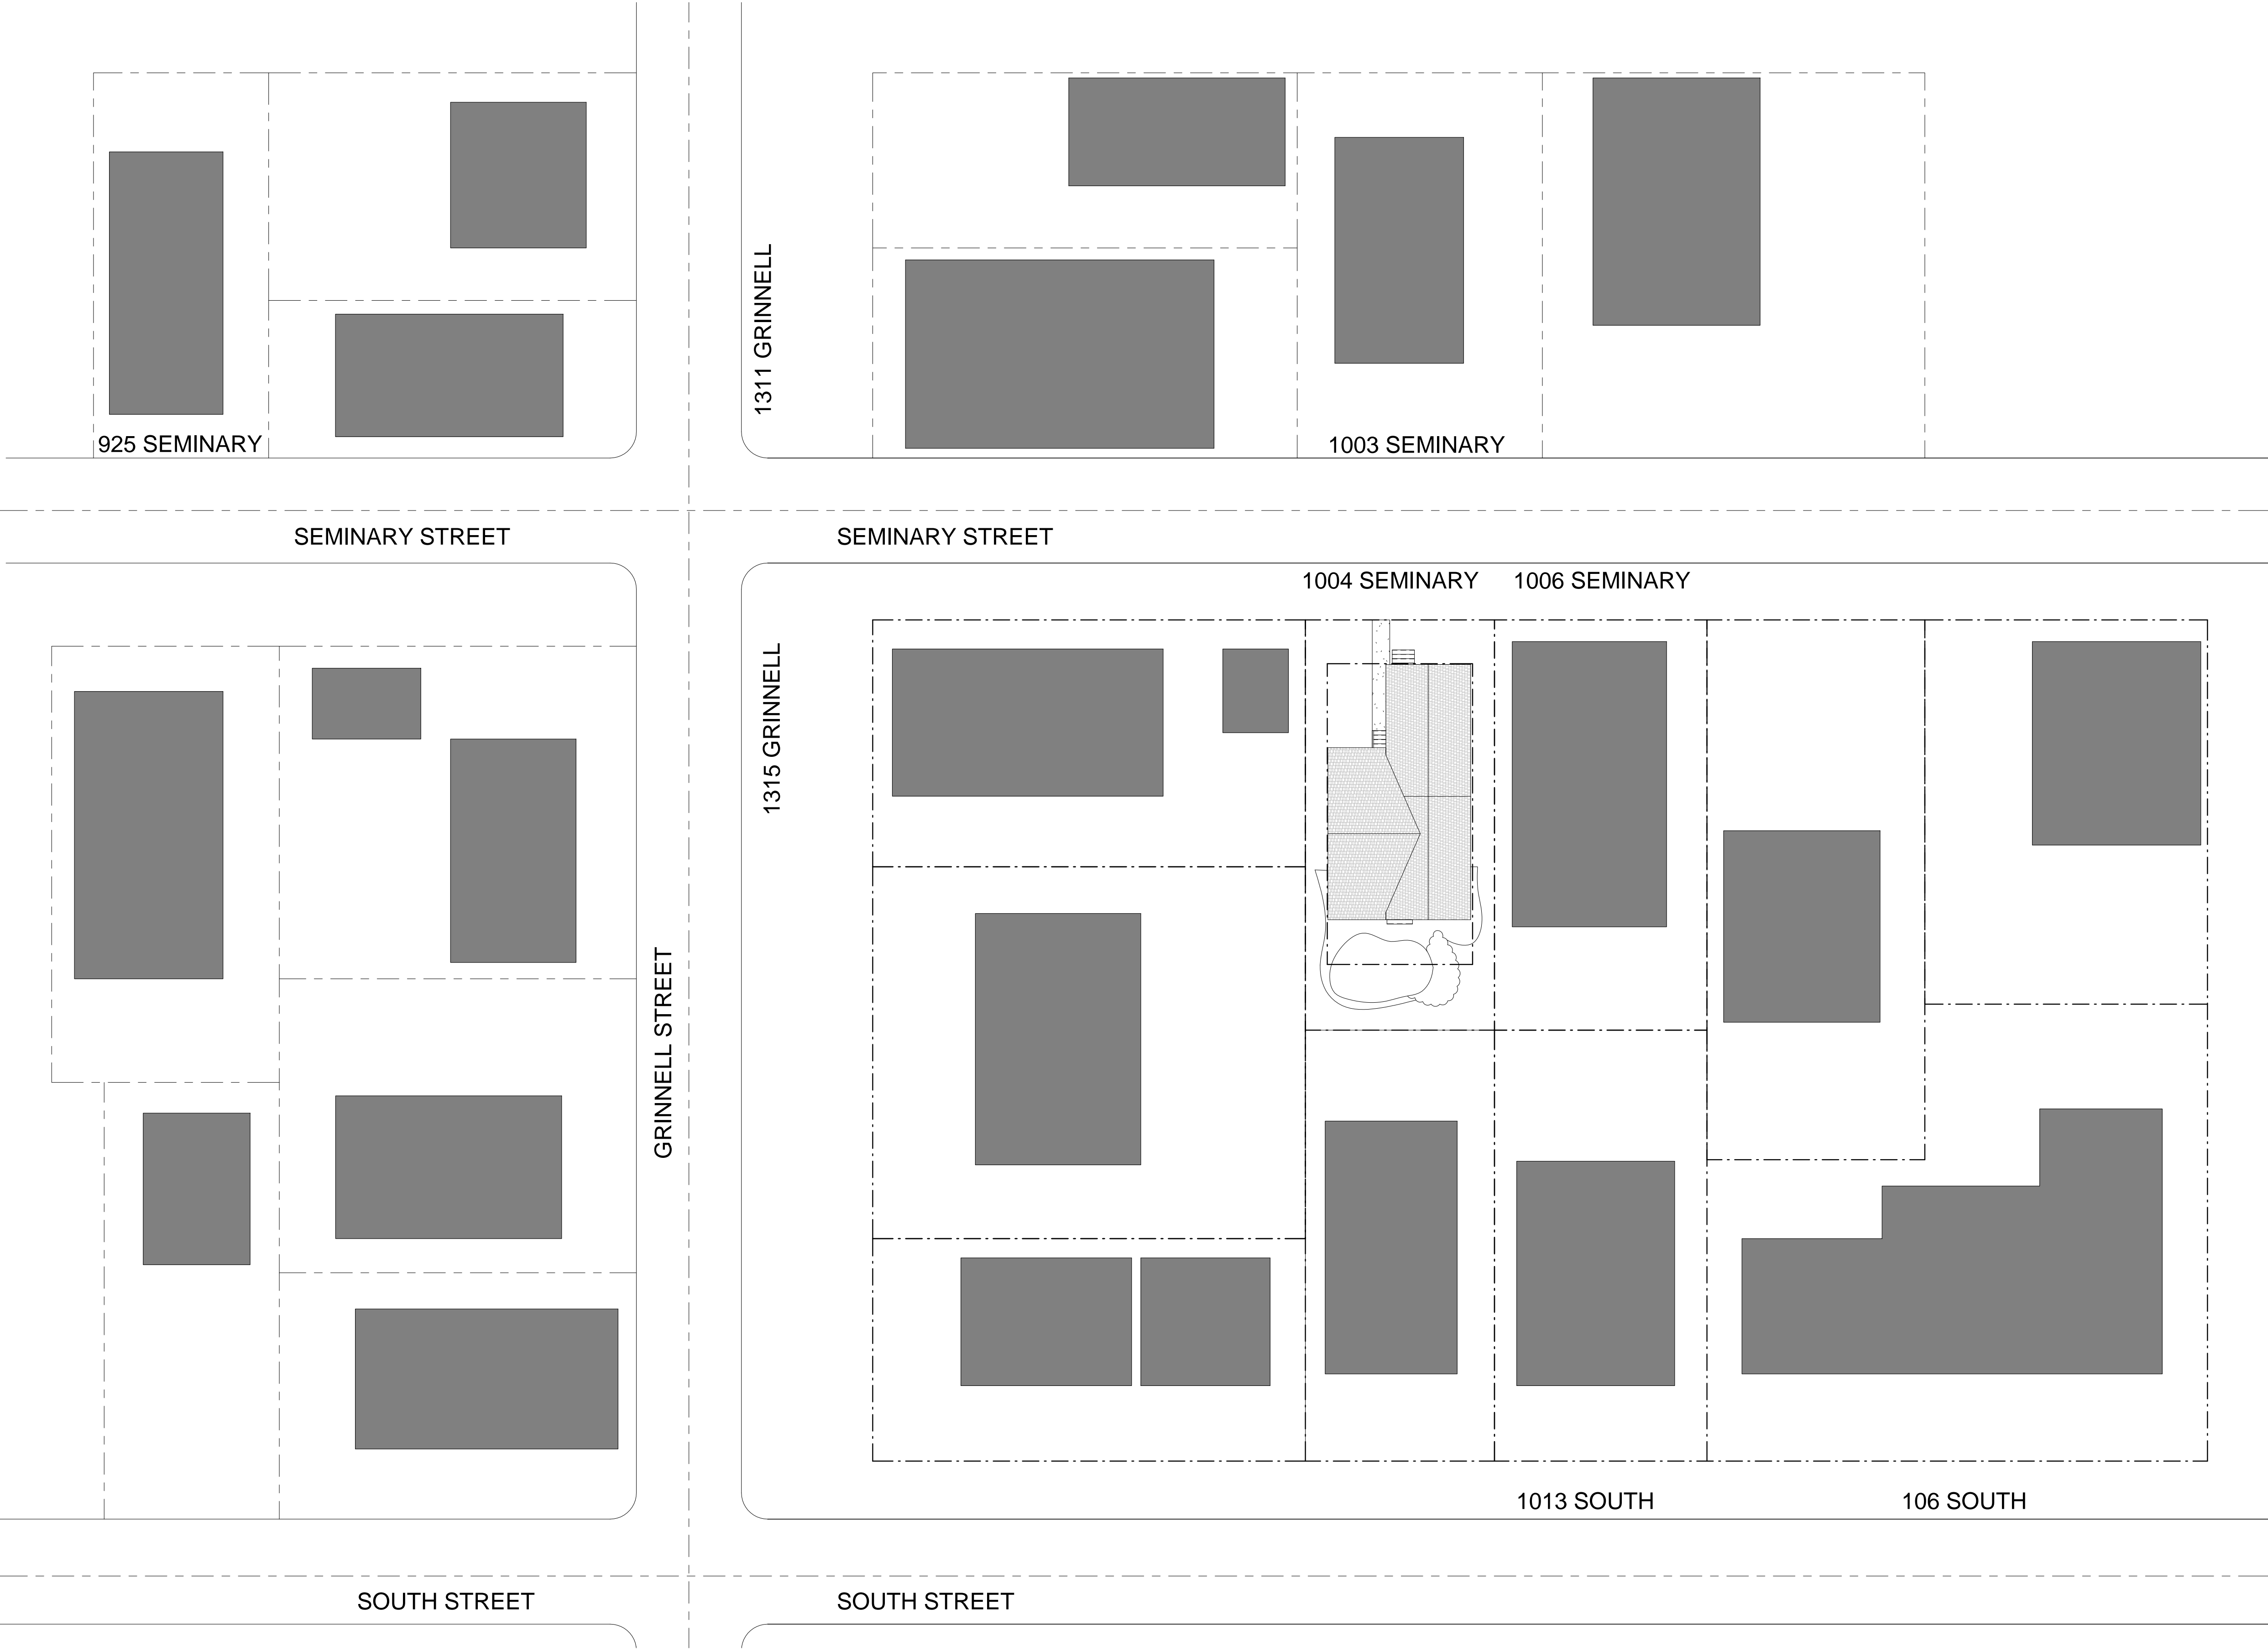 1311 GRINNELL
925 SEMINARY
1003 SEMINARY
SEMINARY STREET
SEMINARY STREET
1004 SEMINARY
1006 SEMINARY
1315 GRINNELL
GRINNELL STREET
1013 SOUTH
106 SOUTH
SOUTH STREET
SOUTH STREET